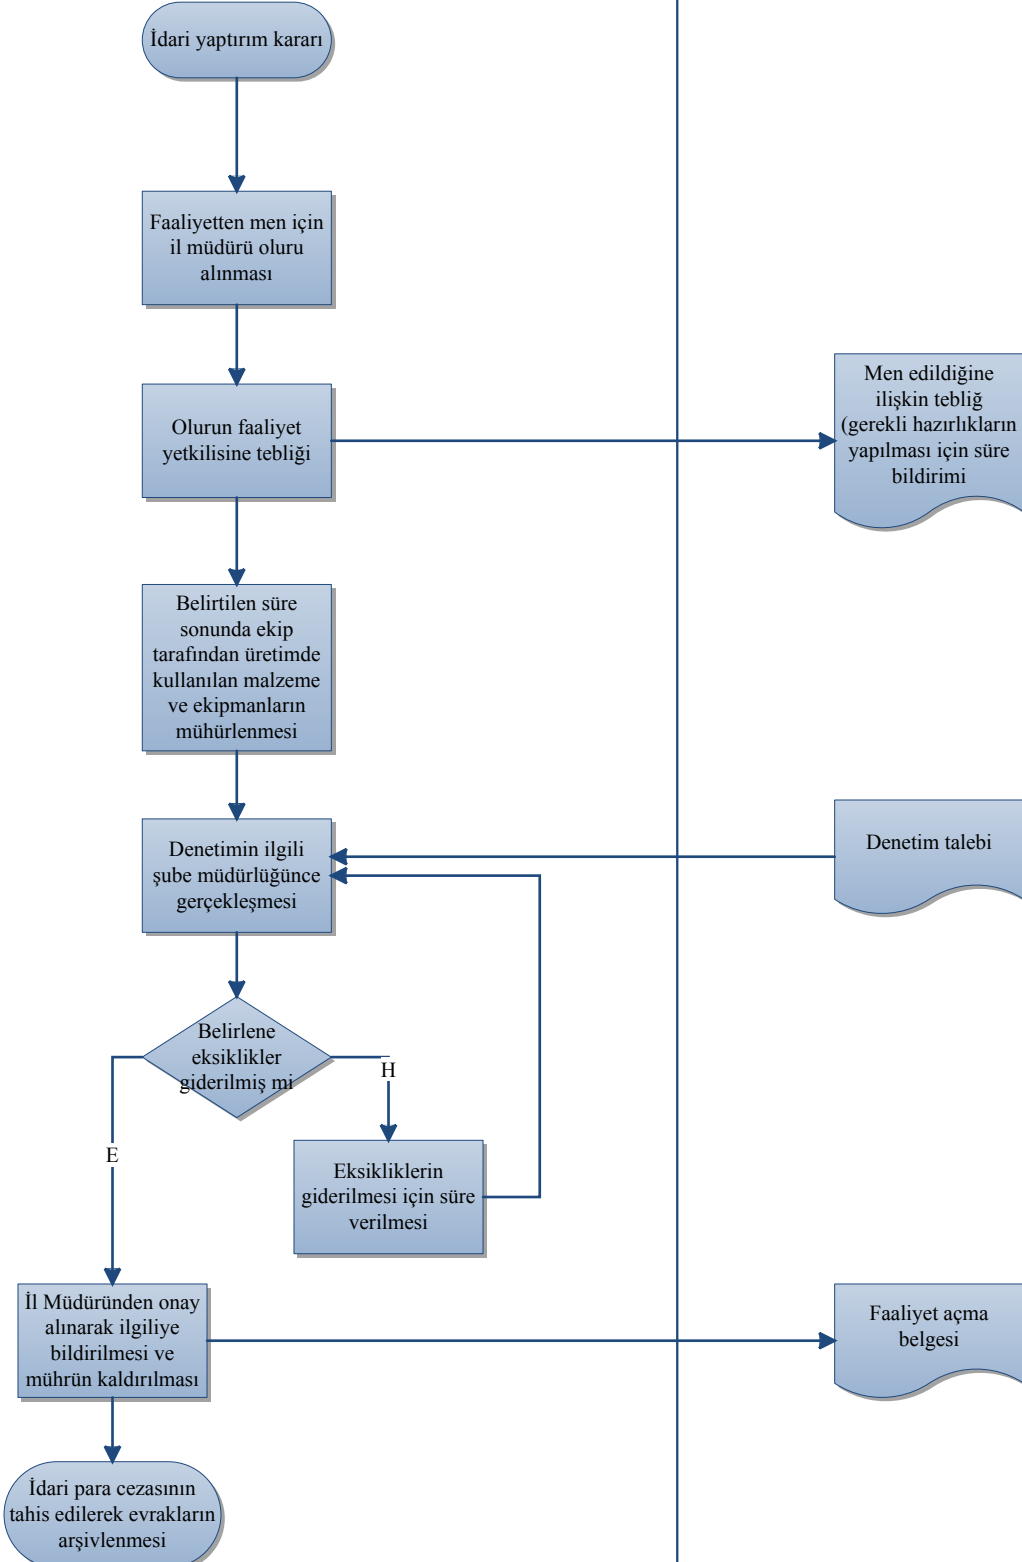 İdari yaptırım kararı
Faaliyetten men için
il müdürü oluru
alınması
Olurun faaliyet
yetkilisine tebliği
Men edildiğine
ilişkin tebliğ
(gerekli hazırlıkların
yapılması için süre
bildirimi
Belirtilen süre
sonunda ekip
tarafından üretimde
kullanılan malzeme
ve ekipmanların
mühürlenmesi
Denetimin ilgili
şube müdürlüğünce
gerçekleşmesi
Denetim talebi
Belirlene
eksiklikler
giderilmiş mi
H
E
Eksikliklerin
giderilmesi için süre
verilmesi
İl Müdüründen onay
alınarak ilgiliye
bildirilmesi ve
mührün kaldırılması
Faaliyet açma
belgesi
İdari para cezasının
tahis edilerek evrakların
arşivlenmesi